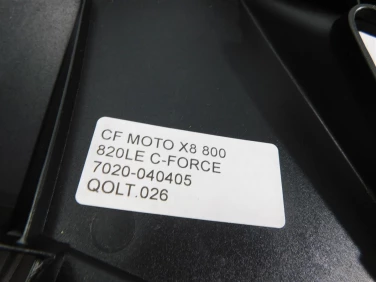 CF MOTO X8 800
820LE C-FORCE
7020-040405
QOLT.026